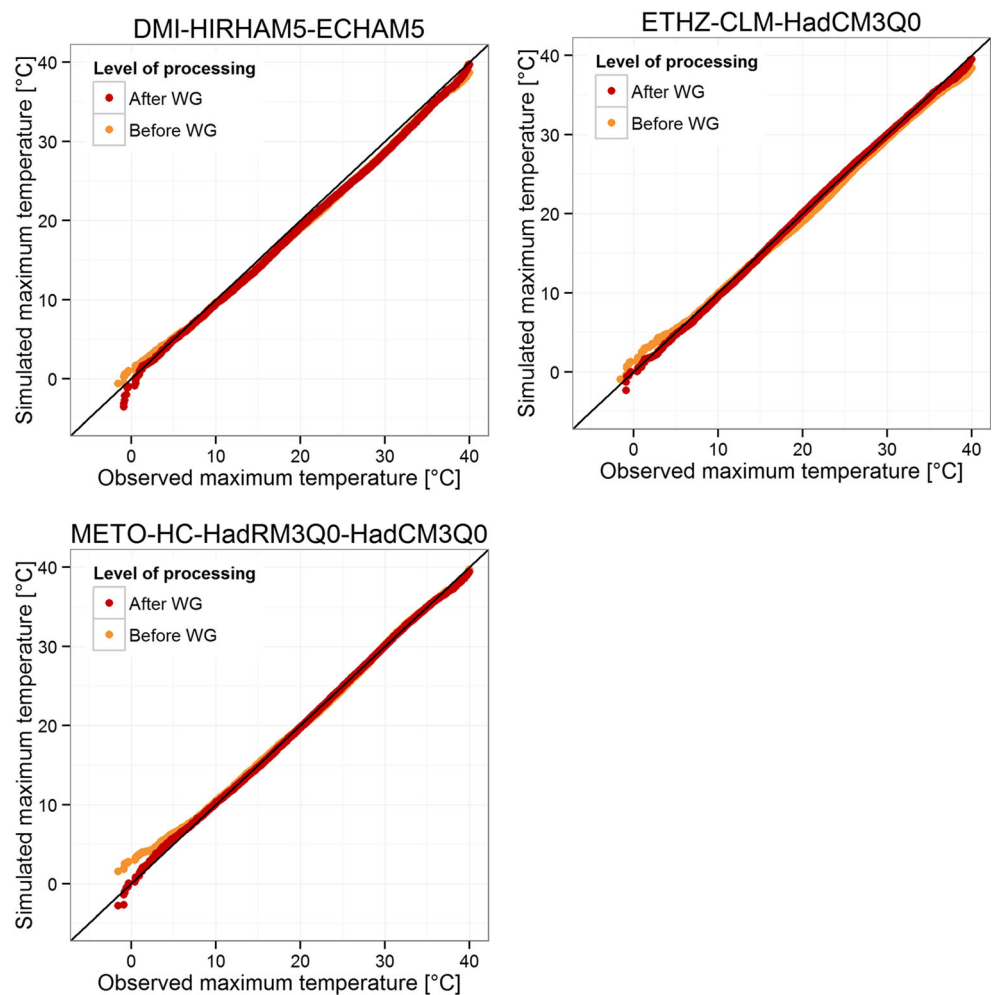 DMI-HIRHAM5-ECHAM5
Simulated maximum temperature [°C]
40
30
20
10
0
Level of processing
After WG
Before WG
0 10 20 30 40
Observed maximum temperature [°C]
ETHZ-CLM-HadCM3Q0
Simulated maximum temperature [°C]
40
30
20
10
0
Level of processing
After WG
Before WG
0 10 20 30 40
Observed maximum temperature [°C]
METO-HC-HadRM3Q0-HadCM3Q0
Simulated maximum temperature [°C]
40
30
20
10
0
Level of processing
After WG
Before WG
0 10 20 30 40
Observed maximum temperature [°C]